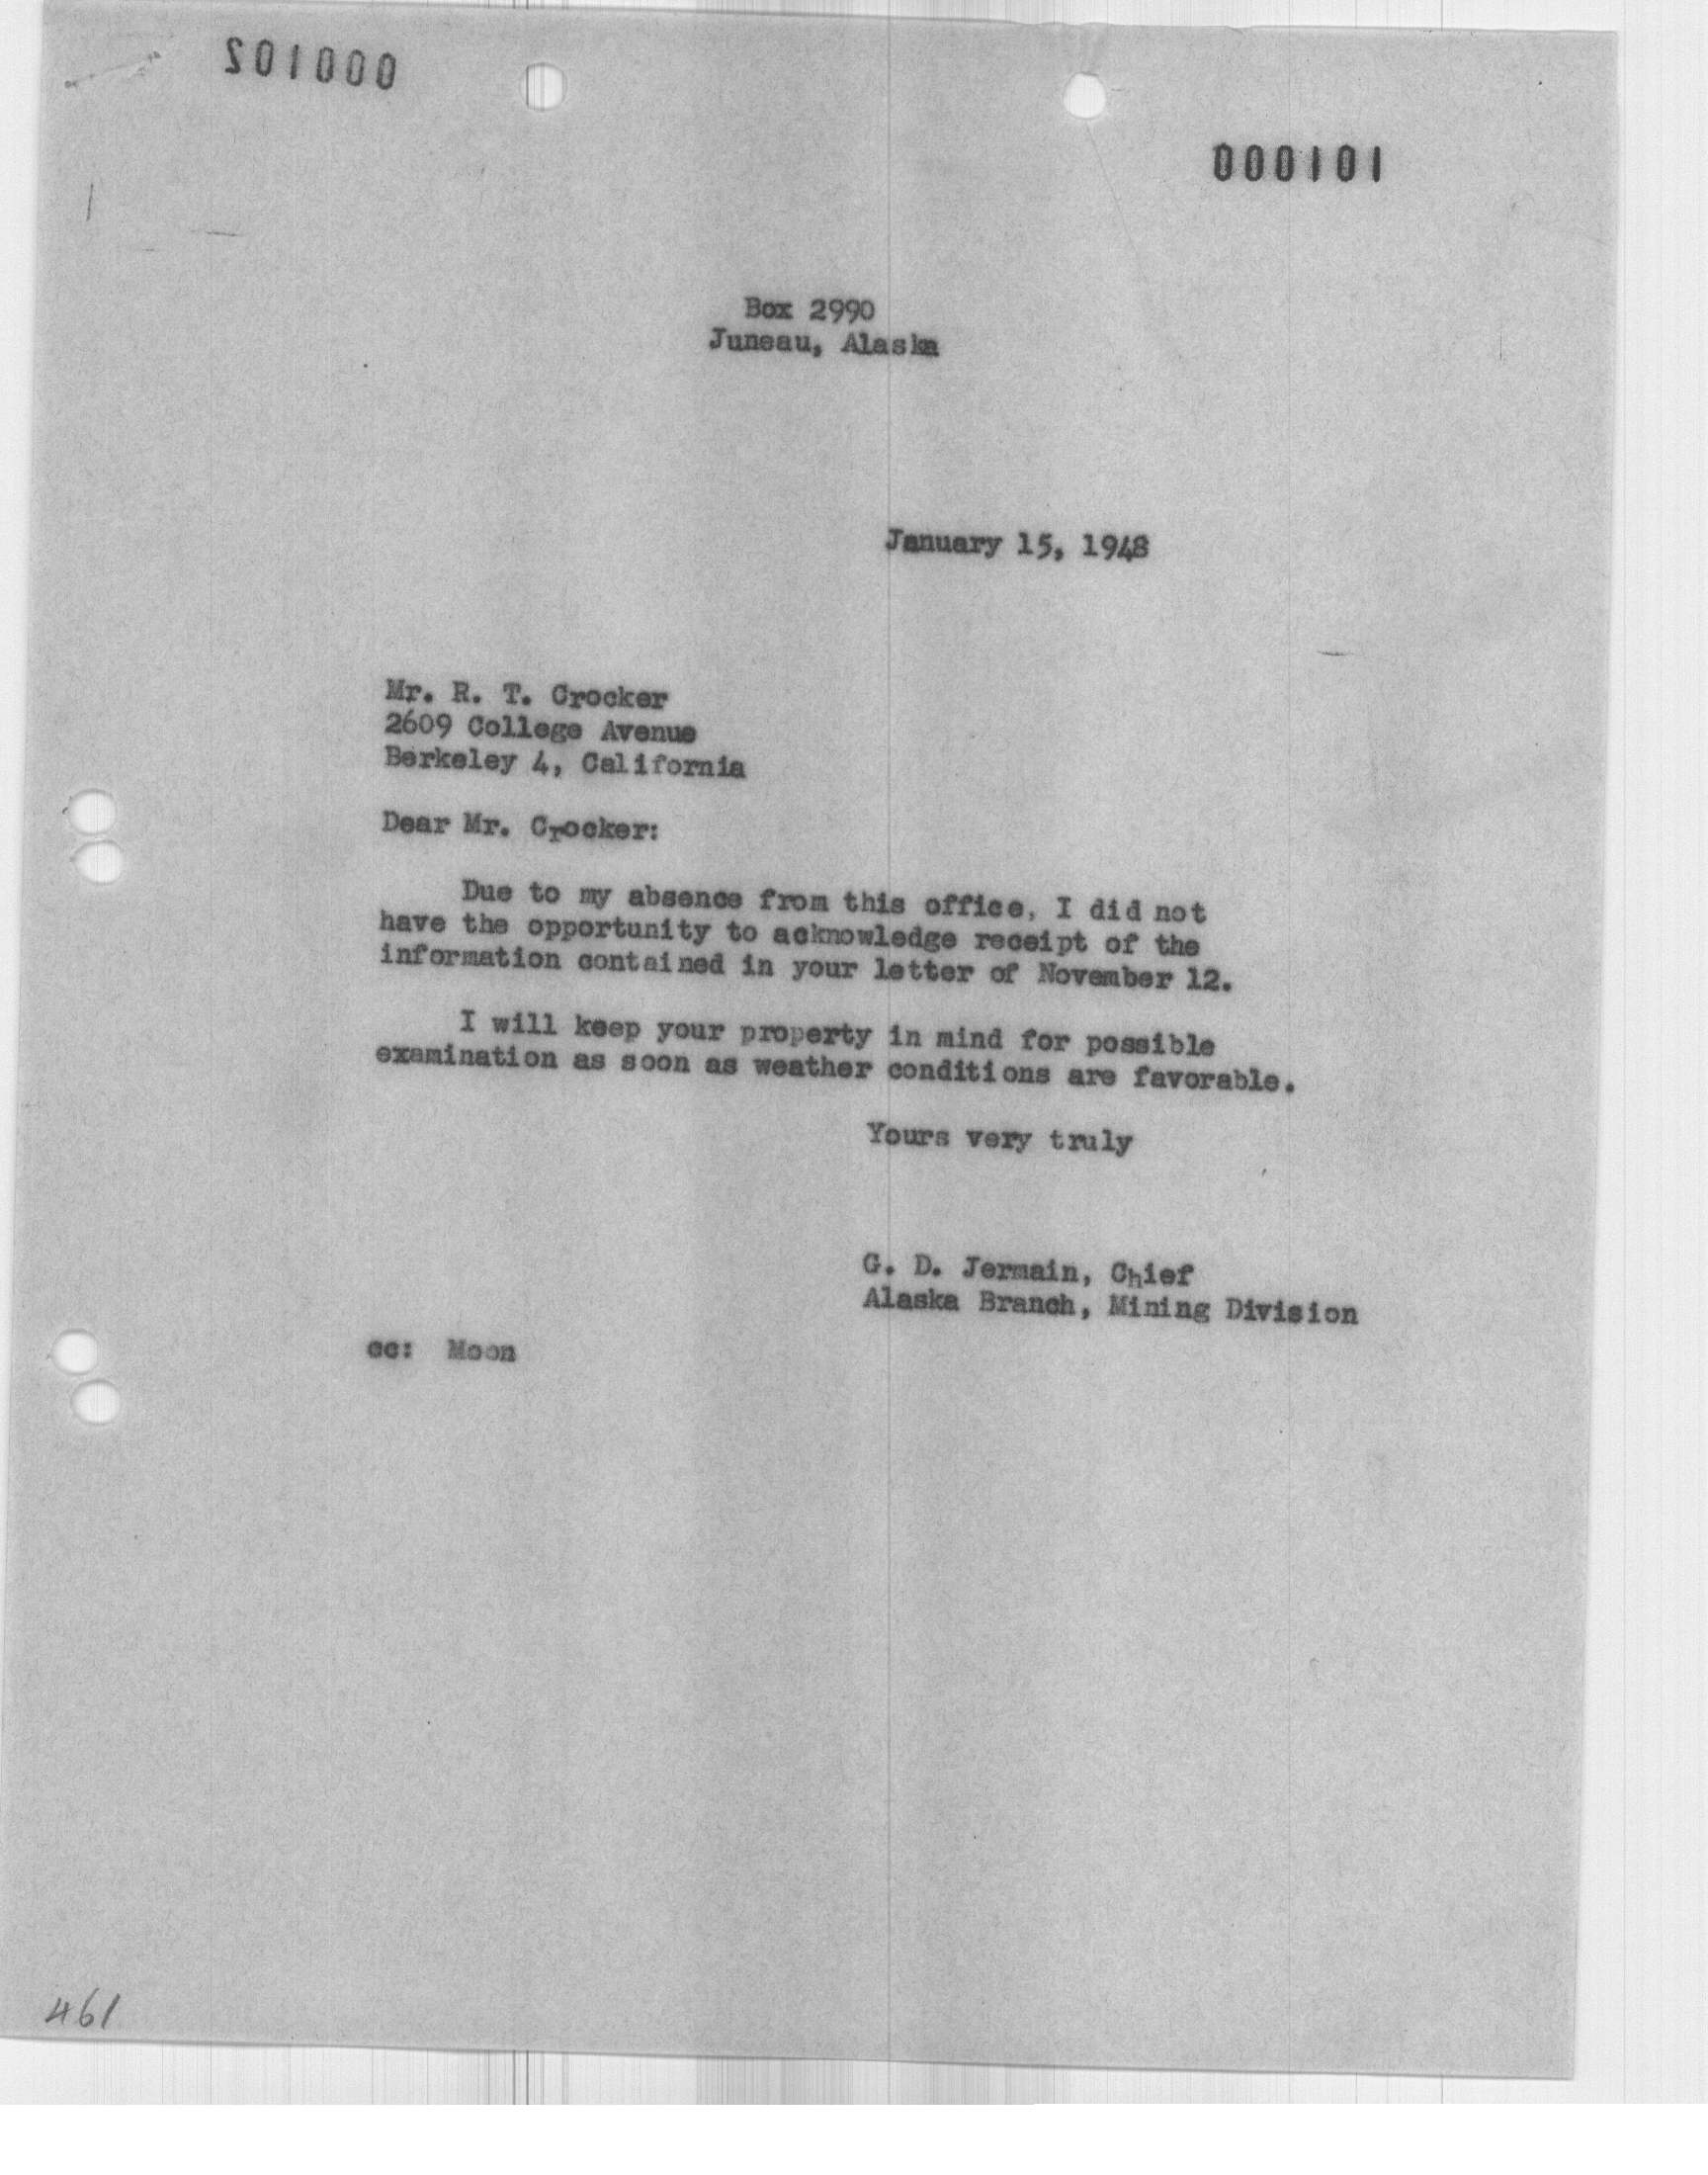 000102
000101
Box 2990
Juneau, Alaska
January 15, 1948
Mr. R. T. Crocker
2609 College Avenue
Berkeley 4, California
Dear Mr. Crocker:
Due to my absence from this office, I did not
have the opportunity to acknowledge receipt of the
information contained in your letter of November 12.
I will keep your property in mind for possible
examination as soon as weather conditions are favorable.
Yours very truly
G. D. Jermain, Chief
Alaska Branch, Mining Division
cc: Moon
461